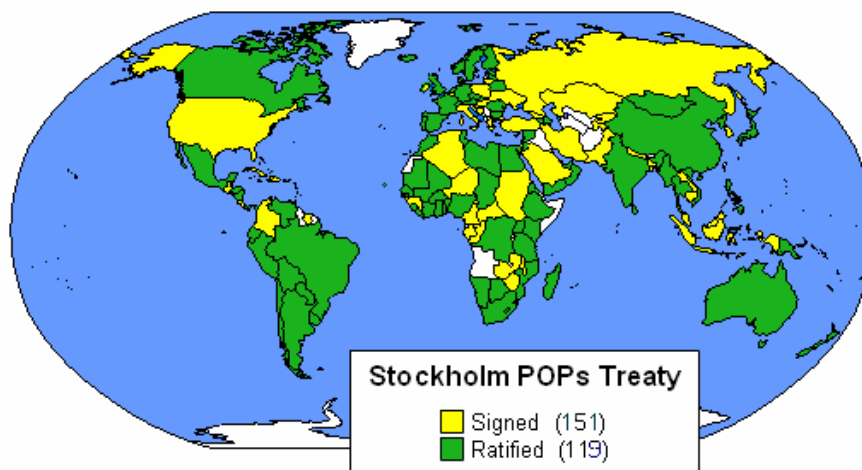 Stockholm POPs Treaty
Signed (151)
Ratified (119)